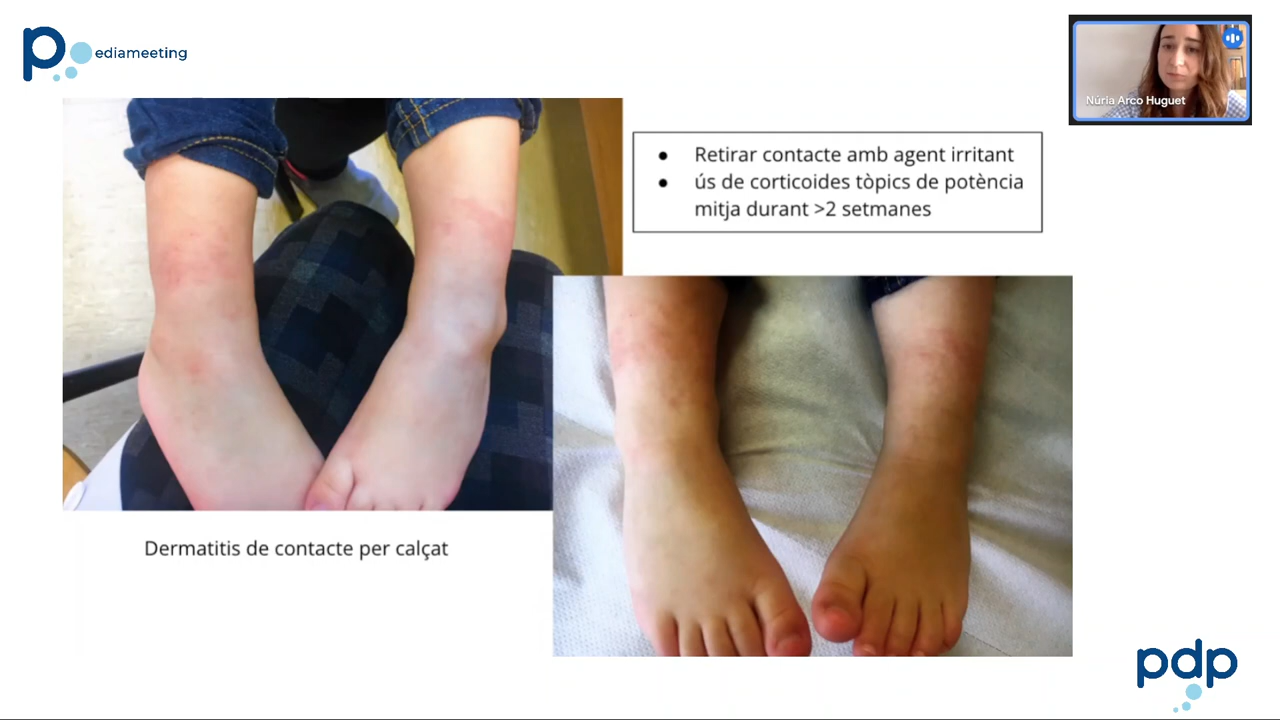 p
ediameeting
Núria Arco Huguet
● Retirar contacte amb agent irritant
● ús de corticoides tòpics de potència
mitja durant >2 setmanes
Dermatitis de contacte per calçat
pdp